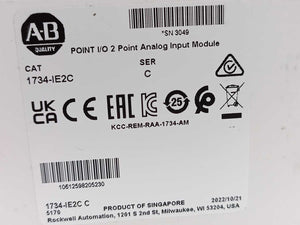 A-B
QUALITY
*SN 3049
POINT I/O 2 Point Analog Input Module
CAT
SER
1734-IE2C
C
UK
CA
CE
EAC
25
KCC-REM-RAA-1734-AM
10612598205230
1734-IE2C C
5170
PRODUCT OF SINGAPORE
2022/10/21
Rockwell Automation, 1201 S 2nd St, Milwaukee, WI 53204, USA